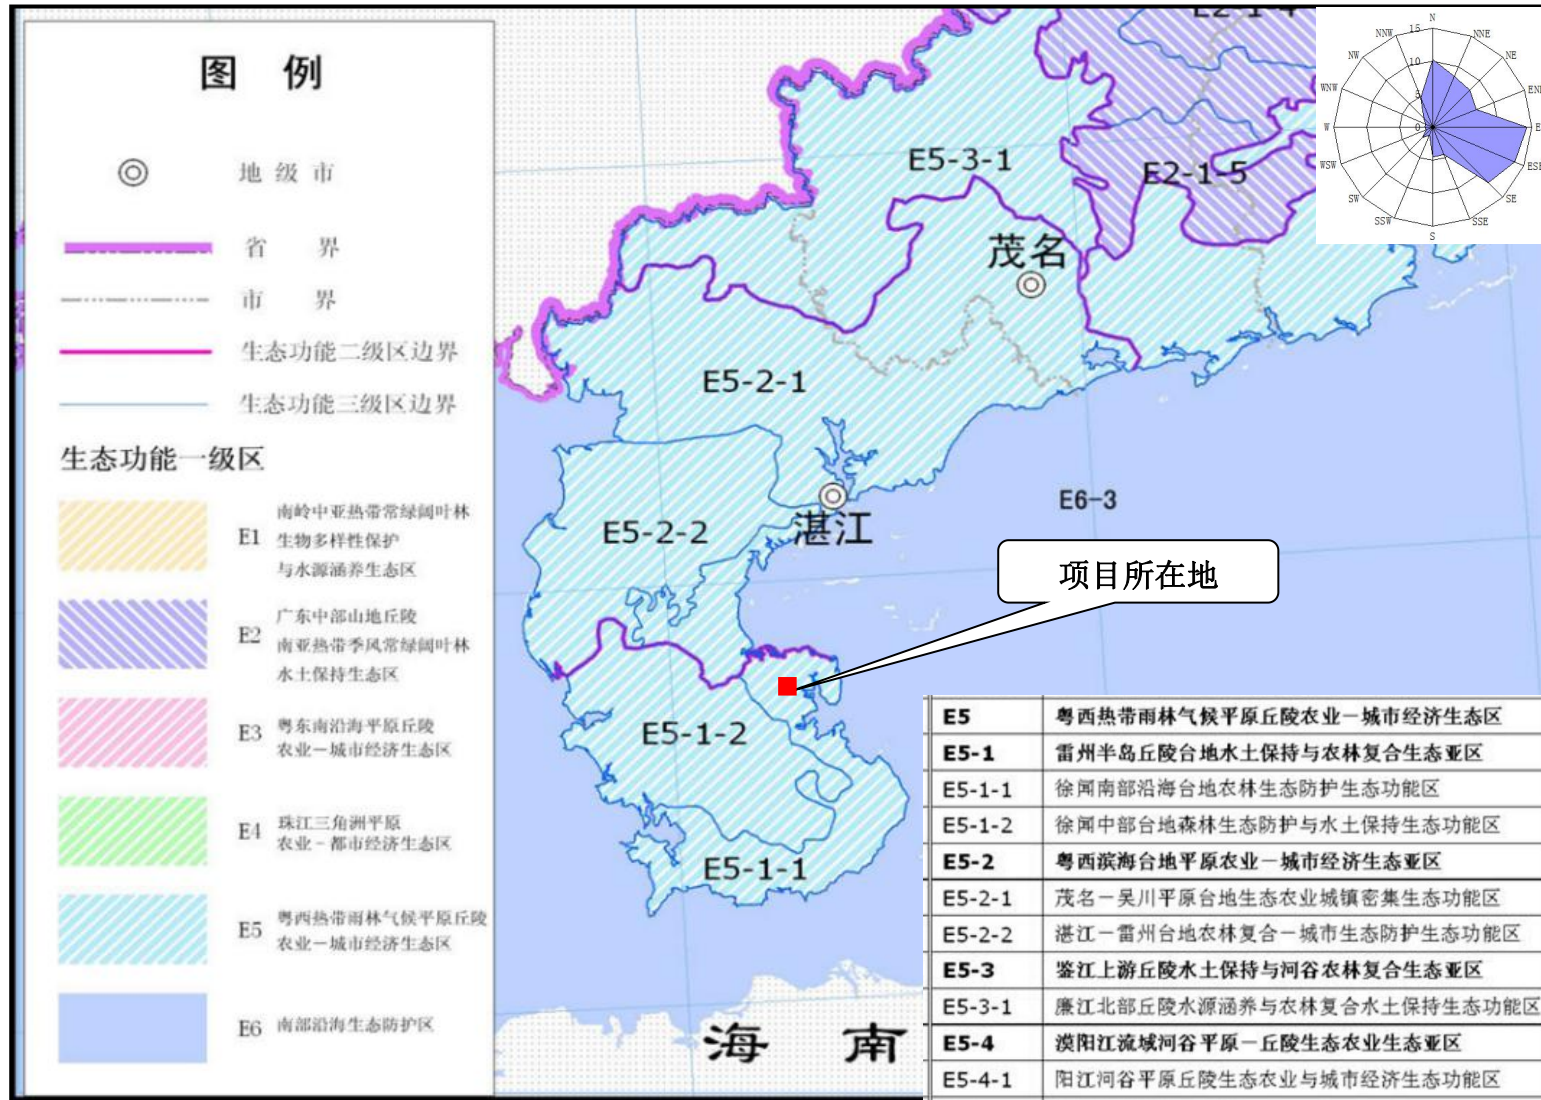 图 例
地级市
省 界
市 界
生态功能二级区边界
生态功能三级区边界
生态功能一级区
E1
南岭中亚热带常绿阔叶林
生物多样性保护
与水源涵养生态区
E2
广东中部山地丘陵
南亚热带季风常绿阔叶林
水土保持生态区
E3
粤东南沿海平原丘陵
农业－城市经济生态区
E4
珠江三角洲平原
农业－都市经济生态区
E5
粤西热带雨林气候平原丘陵
农业－城市经济生态区
E6
南部沿海生态防护区
E2-1-4
E5-3-1
E2-1-5
茂名
E5-2-1
E5-2-2
湛江
E6-3
项目所在地
E5-1-2
E5-1-1
海 南
N
NNE
NE
E
SE
SSE
S
SSW
SW
WSW
W
WNW
NW
NNW
15
10
5
0
E5 粤西热带雨林气候平原丘陵农业－城市经济生态区
E5-1 雷州半岛丘陵台地水土保持与农林复合生态亚区
E5-1-1 徐闻南部沿海台地农林生态防护生态功能区
E5-1-2 徐闻中部台地森林生态防护与水土保持生态功能区
E5-2 粤西滨海台地平原农业－城市经济生态亚区
E5-2-1 茂名－吴川平原台地生态农业城镇密集生态功能区
E5-2-2 湛江－雷州台地农林复合－城市生态防护生态功能区
E5-3 鉴江上游丘陵水土保持与河谷农林复合生态亚区
E5-3-1 廉江北部丘陵水源涵养与农林复合水土保持生态功能区
E5-4 漠阳江流域河谷平原－丘陵生态农业生态亚区
E5-4-1 阳江河谷平原丘陵生态农业与城市经济生态功能区